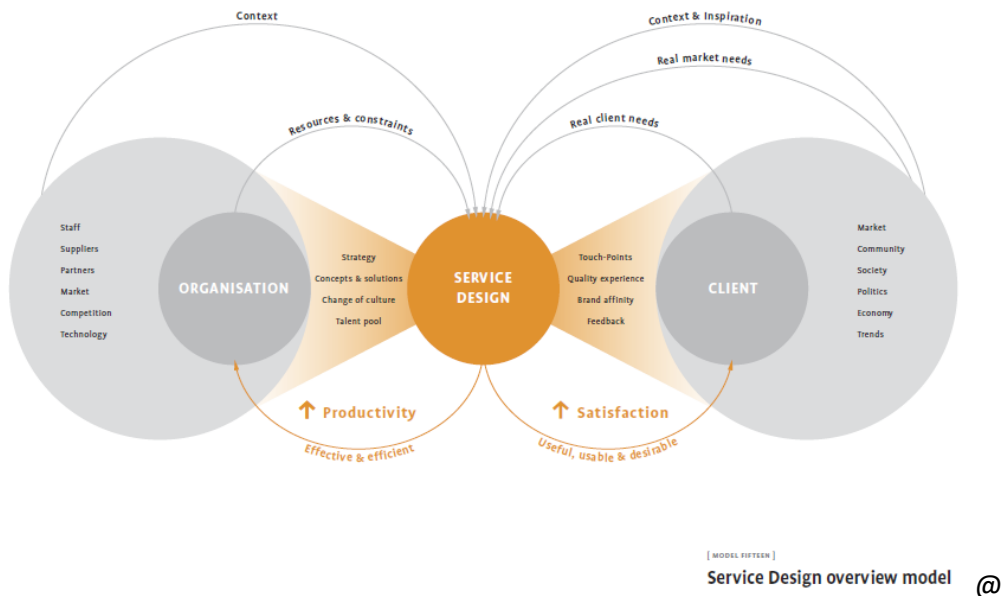 Context
Context & Inspiration
Real market needs
Resources & constraints
Real client needs
Staff
Suppliers
Partners
Market
Competition
Technology
ORGANISATION
Strategy
Concepts & solutions
Change of culture
Talent pool
SERVICE
DESIGN
Touch-Points
Quality experience
Brand affinity
Feedback
CLIENT
Market
Community
Society
Politics
Economy
Trends
↑ Productivity
Effective & efficient
↑ Satisfaction
Useful, usable & desirable
[ MODEL FIFTEEN ]
Service Design overview model
@